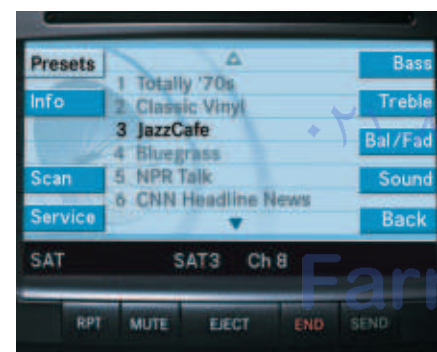 Presets
Bass
1 Totally '70s
Info
2 Classic Vinyl
Treble
3 JazzCafe
Bal/Fad
4 Bluegrass
Scan
5 NPR Talk
Sound
6 CNN Headline News
Service
Back
SAT SAT3 Ch 8
RPT MUTE EJECT END SEND